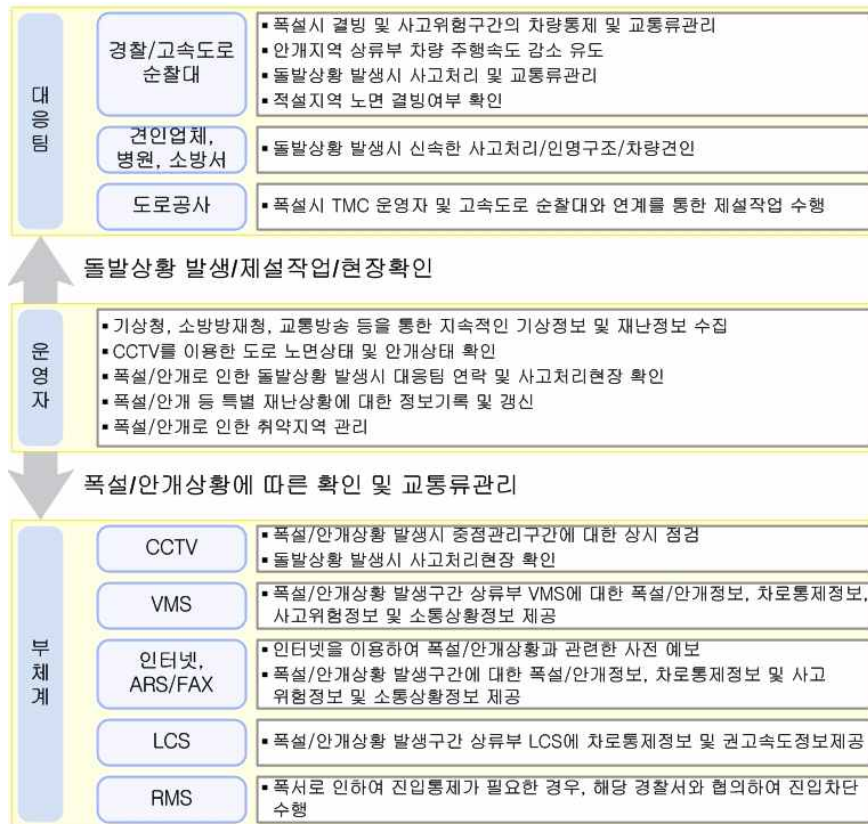 대응팀
경찰/고속도로
순찰대
▪ 폭설시 결빙 및 사고위험구간의 차량통제 및 교통류관리
▪ 안개지역 상류부 차량 주행속도 감소 유도
▪ 돌발상황 발생시 사고처리 및 교통류관리
▪ 적설지역 노면 결빙여부 확인
견인업체,
병원, 소방서
▪ 돌발상황 발생시 신속한 사고처리/인명구조/차량견인
도로공사
▪ 폭설시 TMC 운영자 및 고속도로 순찰대와 연계를 통한 제설작업 수행
돌발상황 발생/제설작업/현장확인
운영자
▪ 기상청, 소방방재청, 교통방송 등을 통한 지속적인 기상정보 및 재난정보 수집
▪ CCTV를 이용한 도로 노면상태 및 안개상태 확인
▪ 폭설/안개로 인한 돌발상황 발생시 대응팀 연락 및 사고처리현장 확인
▪ 폭설/안개 등 특별 재난상황에 대한 정보기록 및 갱신
▪ 폭설/안개로 인한 취약지역 관리
폭설/안개상황에 따른 확인 및 교통류관리
부체계
CCTV
▪ 폭설/안개상황 발생시 중점관리구간에 대한 상시 점검
▪ 돌발상황 발생시 사고처리현장 확인
VMS
▪ 폭설/안개상황 발생구간 상류부 VMS에 대한 폭설/안개정보, 차로통제정보,
사고위험정보 및 소통상황정보 제공
인터넷,
ARS/FAX
▪ 인터넷을 이용하여 폭설/안개상황과 관련한 사전 예보
▪ 폭설/안개상황 발생구간에 대한 폭설/안개정보, 차로통제정보 및 사고
위험정보 및 소통상황정보 제공
LCS
▪ 폭설/안개상황 발생구간 상류부 LCS에 차로통제정보 및 권고속도정보제공
RMS
▪ 폭서로 인하여 진입통제가 필요한 경우, 해당 경찰서와 협의하여 진입차단
수행